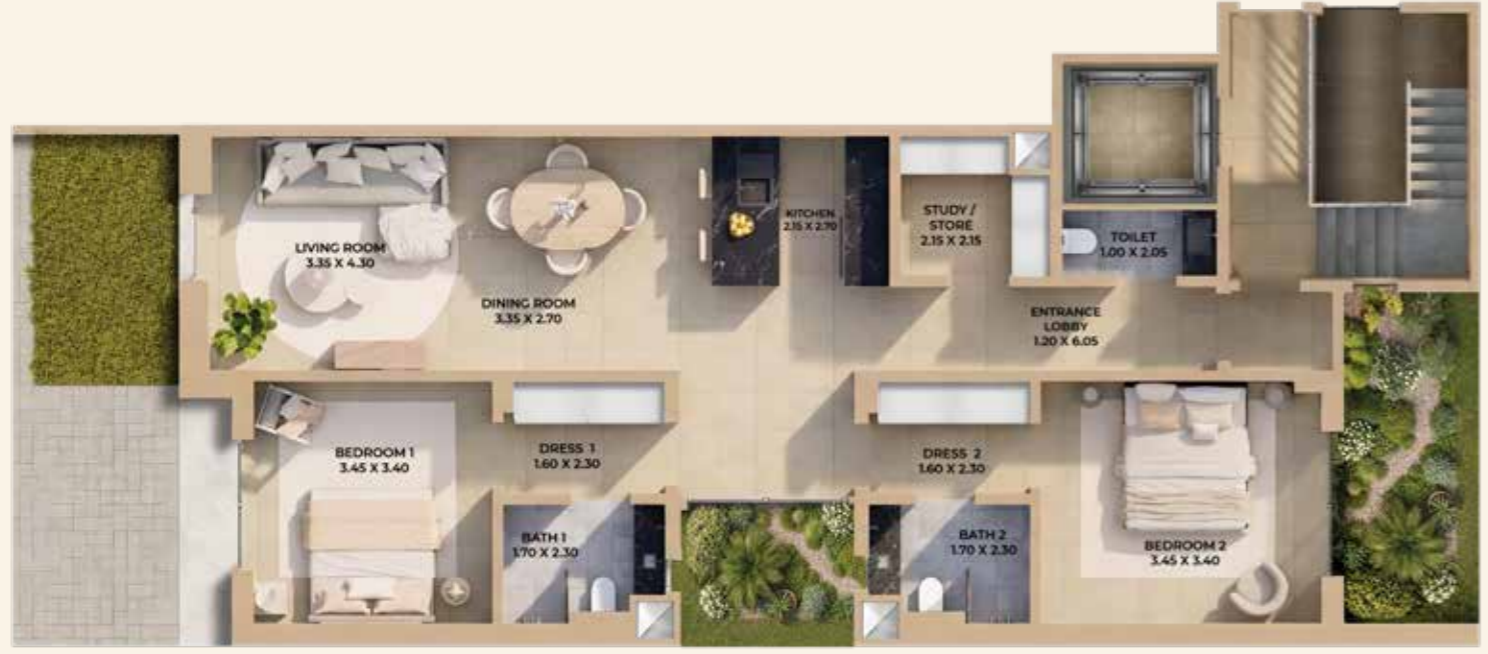 LIVING ROOM
3.35 X 4.30
DINING ROOM
3.35 X 2.70
KITCHEN
2.15 X 2.70
STUDY /
STORE
2.15 X 2.15
TOILET
1.00 X 2.05
ENTRANCE
LOBBY
1.20 X 6.05
BEDROOM 1
3.45 X 3.40
DRESS 1
1.60 X 2.30
BATH 1
1.70 X 2.30
DRESS 2
1.60 X 2.30
BATH 2
1.70 X 2.30
BEDROOM 2
3.45 X 3.40